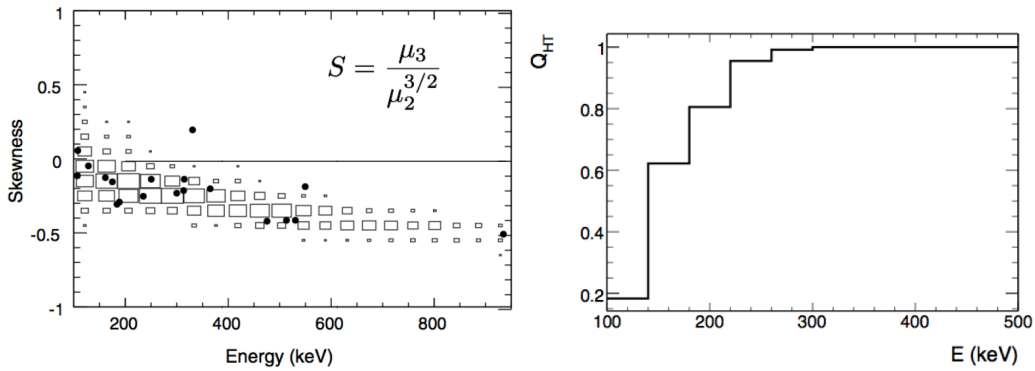 1
0.5
0
-0.5
-1
Skewness
S = μ₃ / μ₂^{3/2}
200 400 600 800
Energy (keV)
Q_HT
1
0.8
0.6
0.4
0.2
100 200 300 400 500
E (keV)